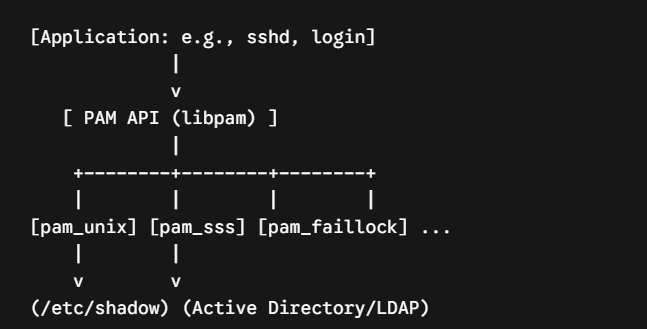 [Application: e.g., sshd, login]
|
v
[ PAM API (libpam) ]
|
+--------+--------+--------+
| | | |
[pam_unix] [pam_sss] [pam_faillock] ...
| |
v v
(/etc/shadow) (Active Directory/LDAP)